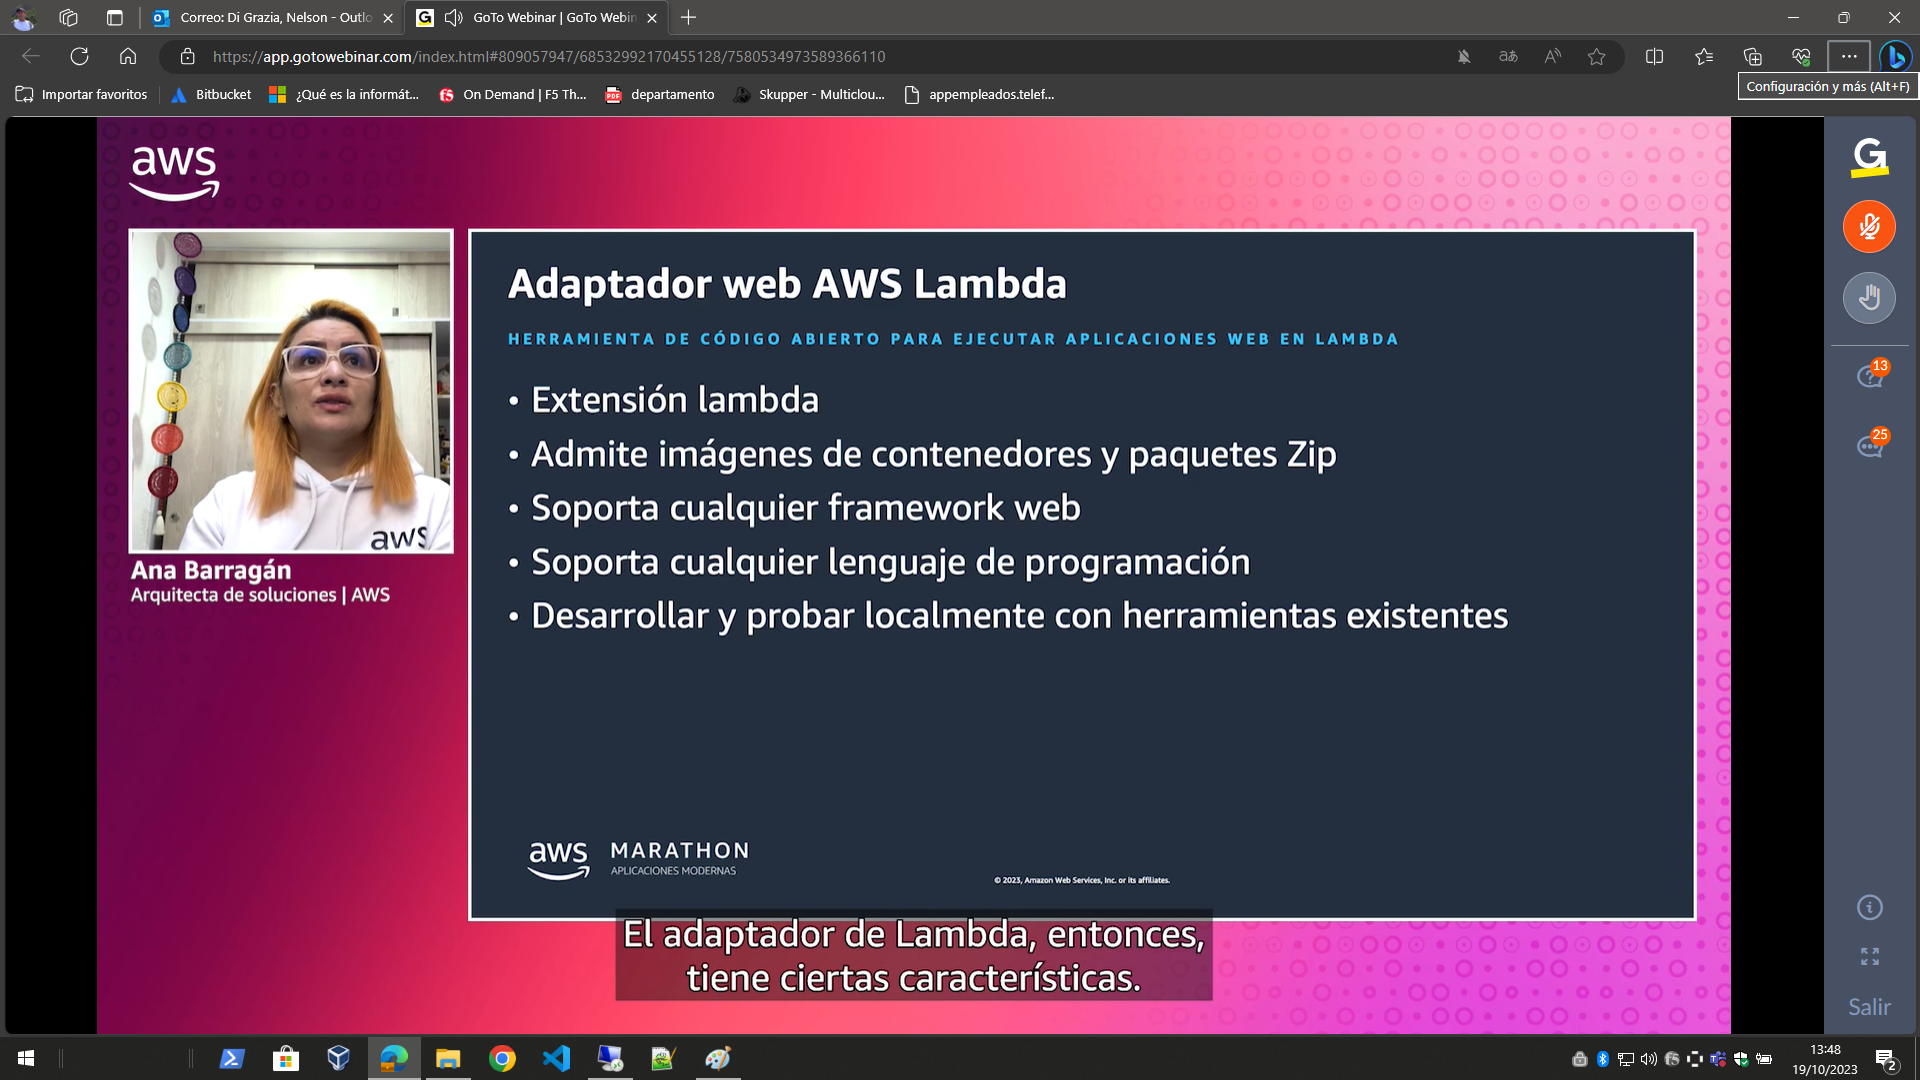 Correo: Di Grazia, Nelson - Outlo
GoTo Webinar | GoTo Webin
https://app.gotowebinar.com/index.html#809057947/68532992170455128/7580534973589366110
Importar favoritos
Bitbucket
¿Qué es la informát...
On Demand | F5 Th...
departamento
Skupper - Multiclou...
appempleados.telef...
Configuración y más (Alt+F)
aws
aws
Ana Barragán
Arquitecta de soluciones | AWS
Adaptador web AWS Lambda
HERRAMIENTA DE CÓDIGO ABIERTO PARA EJECUTAR APLICACIONES WEB EN LAMBDA
• Extensión lambda
• Admite imágenes de contenedores y paquetes Zip
• Soporta cualquier framework web
• Soporta cualquier lenguaje de programación
• Desarrollar y probar localmente con herramientas existentes
aws MARATHON
APLICACIONES MODERNAS
© 2023, Amazon Web Services, Inc. or its affiliates.
El adaptador de Lambda, entonces,
tiene ciertas características.
13
25
Salir
13:48
19/10/2023
2